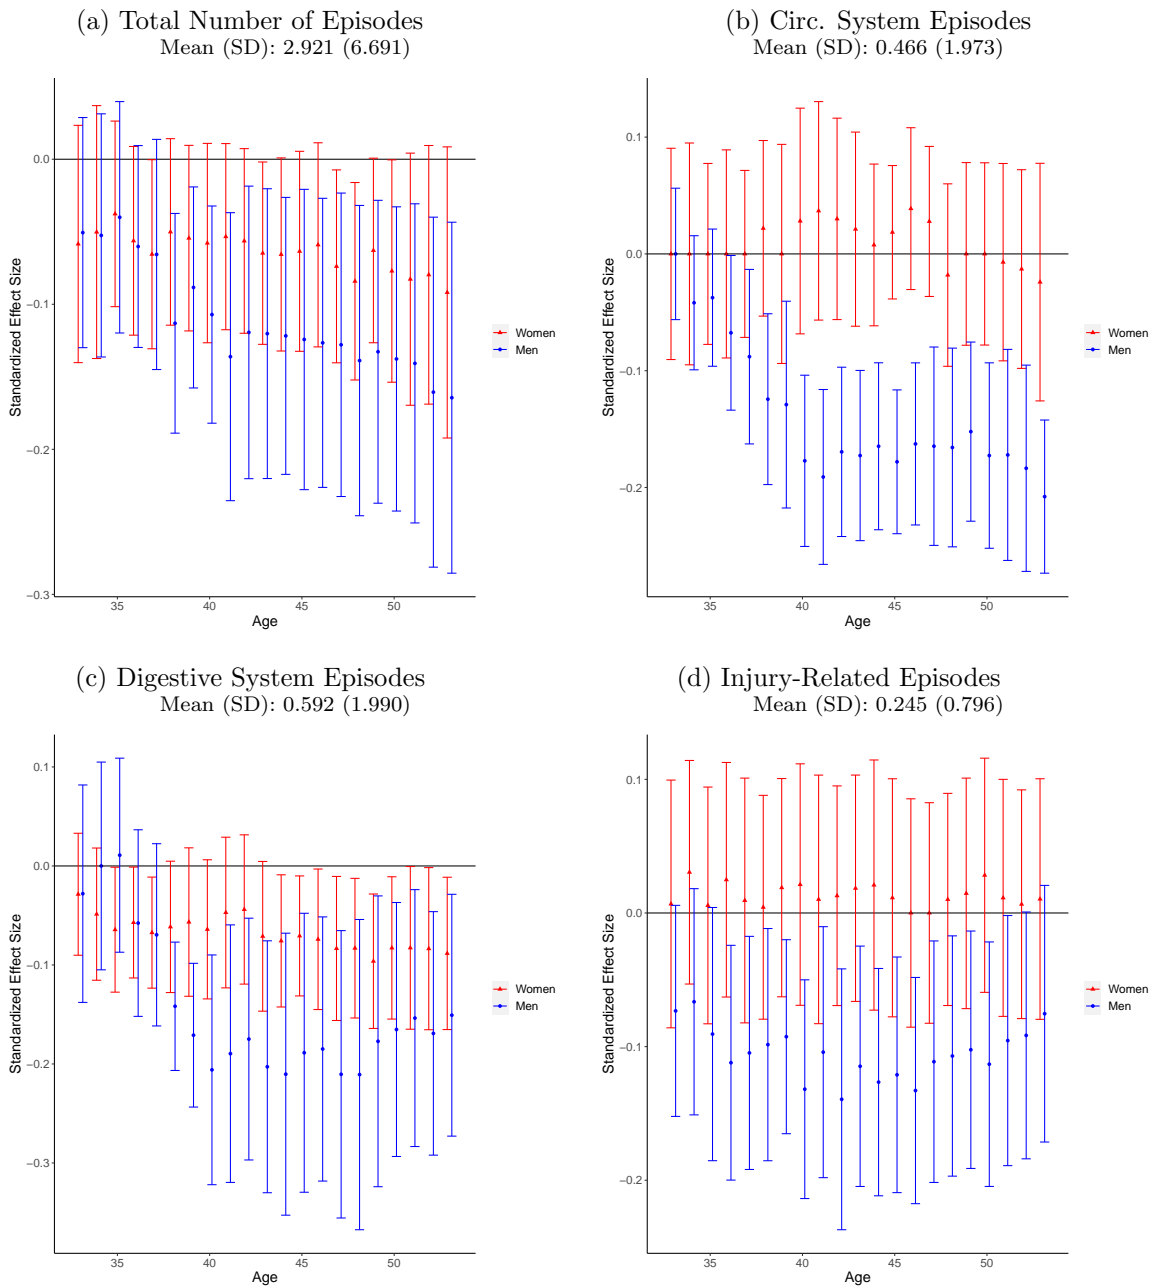 (a) Total Number of Episodes
Mean (SD): 2.921 (6.691)
0.0
−0.1
−0.2
−0.3
Standardized Effect Size
35
40
45
50
Age
Women
Men
(b) Circ. System Episodes
Mean (SD): 0.466 (1.973)
0.1
0.0
−0.1
−0.2
Standardized Effect Size
35
40
45
50
Age
Women
Men
(c) Digestive System Episodes
Mean (SD): 0.592 (1.990)
0.1
0.0
−0.1
−0.2
−0.3
Standardized Effect Size
35
40
45
50
Age
Women
Men
(d) Injury-Related Episodes
Mean (SD): 0.245 (0.796)
0.1
0.0
−0.1
−0.2
Standardized Effect Size
35
40
45
50
Age
Women
Men